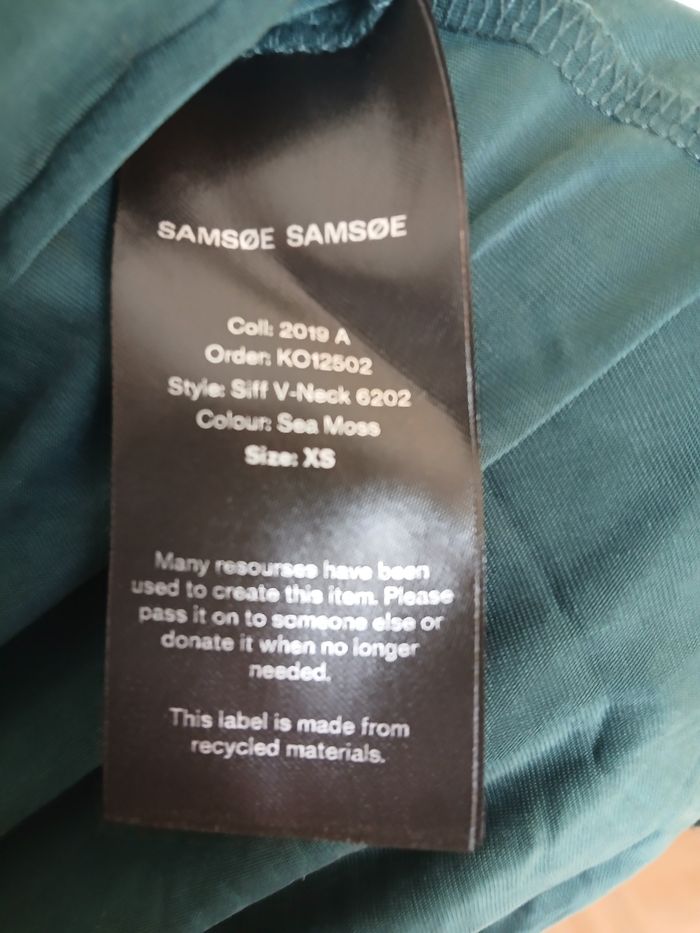 SAMSØE SAMSØE
Coll: 2019 A
Order: KO12502
Style: Siff V-Neck 6202
Colour: Sea Moss
Size: XS
Many resourses have been
used to create this item. Please
pass it on to someone else or
donate it when no longer
needed.
This label is made from
recycled materials.